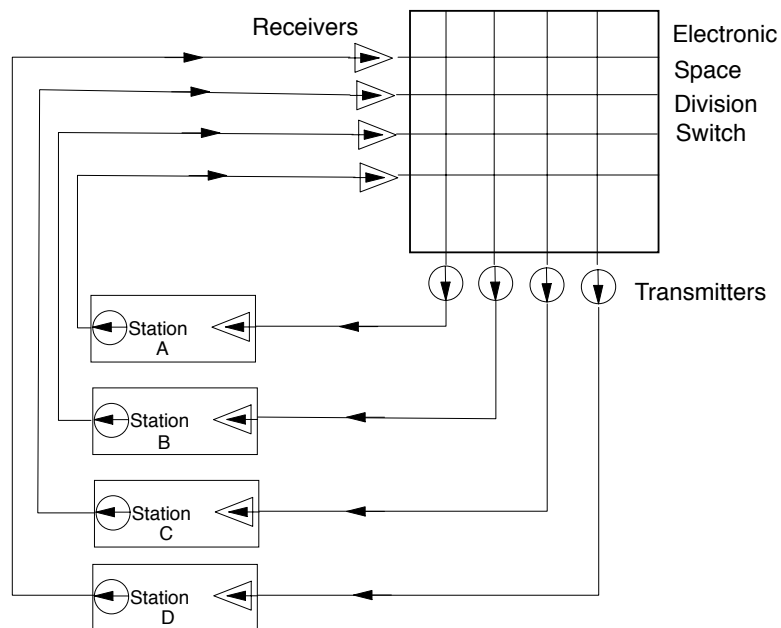 Receivers
Electronic
Space
Division
Switch
Transmitters
Station
A
Station
B
Station
C
Station
D